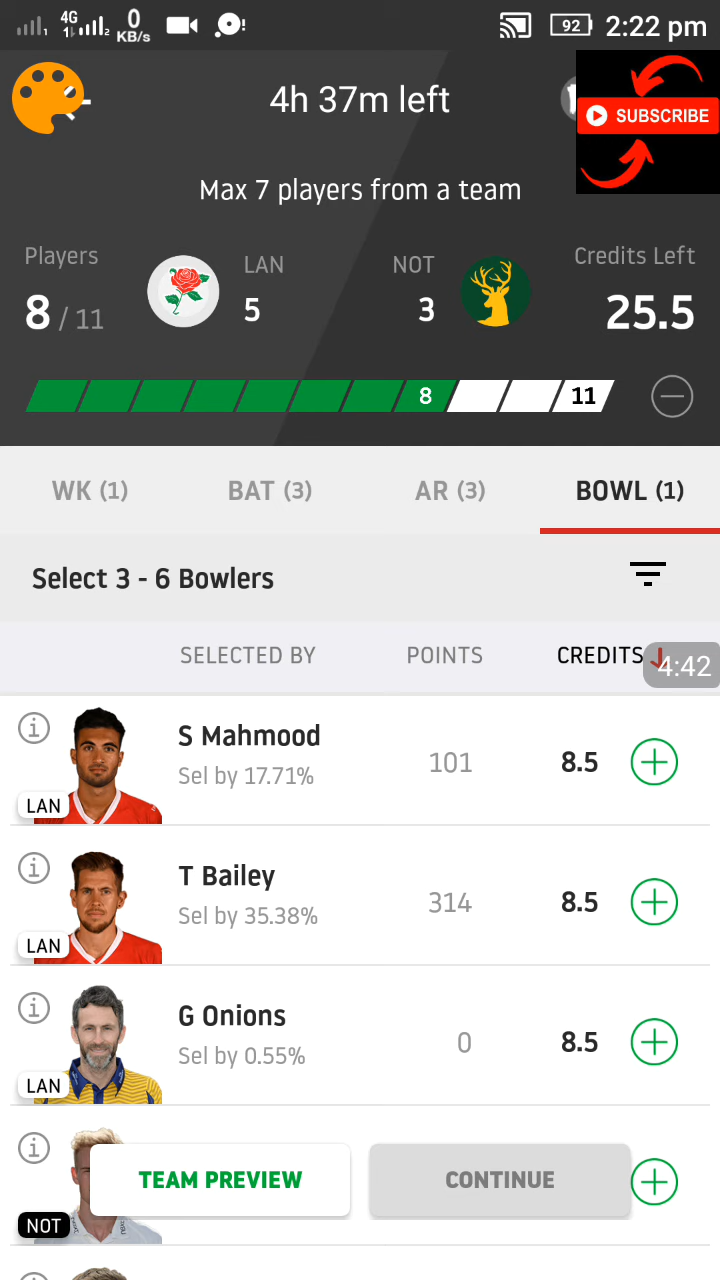 4G 1 2 0 KB/s 92 2:22 pm
4h 37m left
SUBSCRIBE
Max 7 players from a team
Players LAN NOT Credits Left
8 / 11 5 3 25.5
8 11
WK (1) BAT (3) AR (3) BOWL (1)
Select 3 - 6 Bowlers
SELECTED BY POINTS CREDITS
4:42
S Mahmood
Sel by 17.71% 101 8.5
LAN
T Bailey
Sel by 35.38% 314 8.5
LAN
G Onions
Sel by 0.55% 0 8.5
LAN
TEAM PREVIEW CONTINUE
NOT